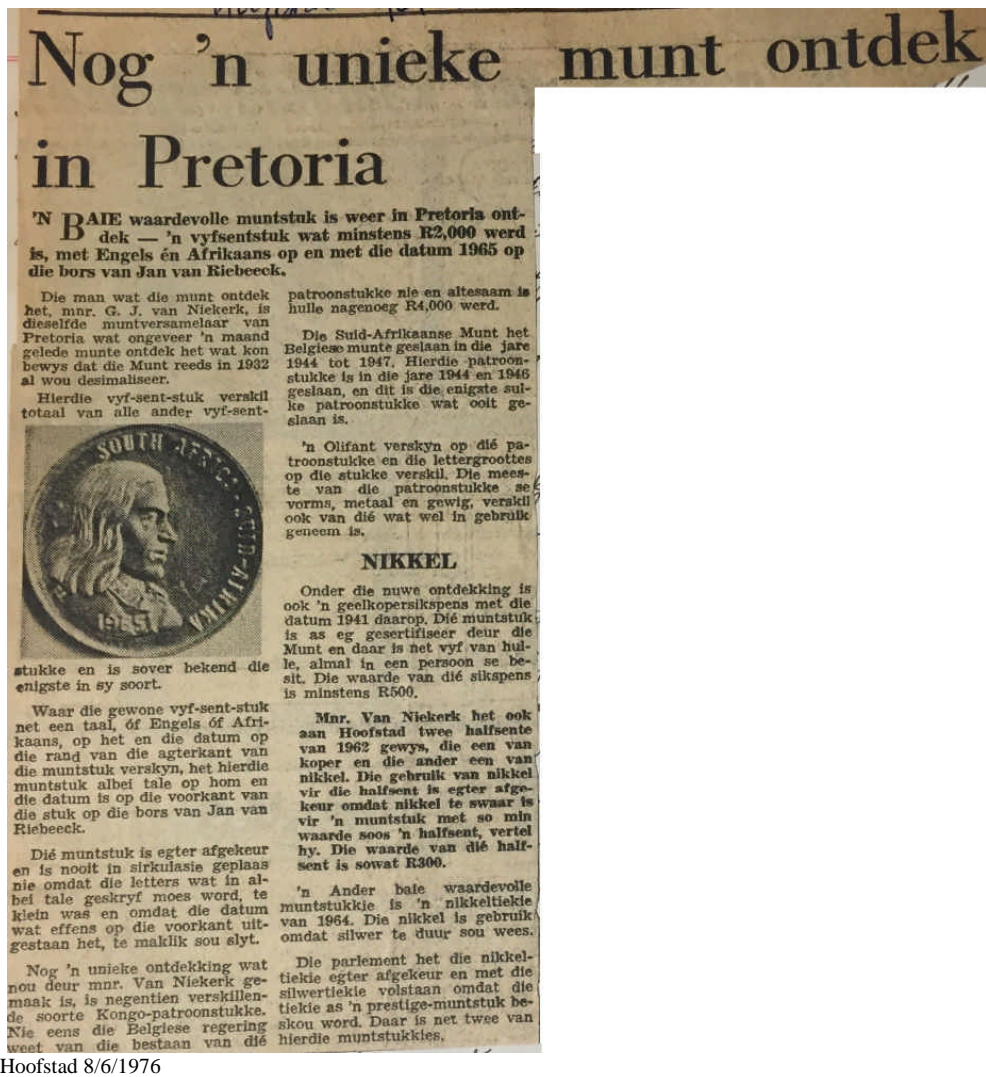 Nog 'n unieke munt ontdek
in Pretoria
'N BAIE waardevolle muntstuk is weer in Pretoria ont-
dek — 'n vyfsentstuk wat minstens R2,000 werd
is, met Engels én Afrikaans op en met die datum 1965 op
die bors van Jan van Riebeeck.
Die man wat die munt ontdek
het, mnr. G. J. van Niekerk, is
dieselfde muntversamelaar van
Pretoria wat ongeveer 'n maand
gelede munte ontdek het wat kon
bewys dat die Munt reeds in 1932
al wou desimaliseer.
Hierdie vyf-sent-stuk verskil
totaal van alle ander vyf-sent-
SOUTH AFRICA·SUID-AFRIKA
1965
stukke en is sover bekend die
enigste in sy soort.
Waar die gewone vyf-sent-stuk
net een taal, óf Engels óf Afri-
kaans, op het en die datum op
die rand van die agterkant van
die muntstuk verskyn, het hierdie
muntstuk albei tale op hom en
die datum is op die voorkant van
die stuk op die bors van Jan van
Riebeeck.
Dié muntstuk is egter afgekeur
en is nooit in sirkulasie geplaas
nie omdat die letters wat in al-
bei tale geskryf moes word, te
klein was en omdat die datum
wat effens op die voorkant uit-
gestaan het, te maklik sou slyt.
Nog 'n unieke ontdekking wat
nou deur mnr. Van Niekerk ge-
maak is, is negentien verskillen-
de soorte Kongo-patroonstukke.
Nie eens die Belgiese regering
weet van die bestaan van dié
patroonstukke nie en altesaam is
hulle nagenoeg R4,000 werd.
Die Suid-Afrikaanse Munt het
Belgiese munte geslaan in die jare
1944 tot 1947. Hierdie patroon-
stukke is in die jare 1944 en 1946
geslaan, en dit is die enigste sul-
ke patroonstukke wat ooit ge-
slaan is.
'n Olifant verskyn op dié pa-
troonstukke en die lettergroottes
op die stukke verskil. Die mees-
te van die patroonstukke se
vorms, metaal en gewig, verskil
ook van dié wat wel in gebruik
geneem is.
NIKKEL
Onder die nuwe ontdekking is
ook 'n geelkopersikspens met die
datum 1941 daarop. Dié muntstuk
is as eg gesertifiseer deur die
Munt en daar is net vyf van hul-
le, almal in een persoon se be-
sit. Die waarde van dié sikspens
is minstens R500.
Mnr. Van Niekerk het ook
aan Hoofstad twee halfsente
van 1962 gewys, die een van
koper en die ander een van
nikkel. Die gebruik van nikkel
vir die halfsent is egter afge-
keur omdat nikkel te swaar is
vir 'n muntstuk met so min
waarde soos 'n halfsent, vertel
hy. Die waarde van dié half-
sent is sowat R300.
'n Ander baie waardevolle
muntstukkie is 'n nikkeltiekie
van 1964. Die nikkel is gebruik
omdat silwer te duur sou wees.
Die parlement het die nikkel-
tiekie egter afgekeur en met die
silwertiekie volstaan omdat die
tiekie as 'n prestige-muntstuk be-
skou word. Daar is net twee van
hierdie muntstukkies.
Hoofstad 8/6/1976